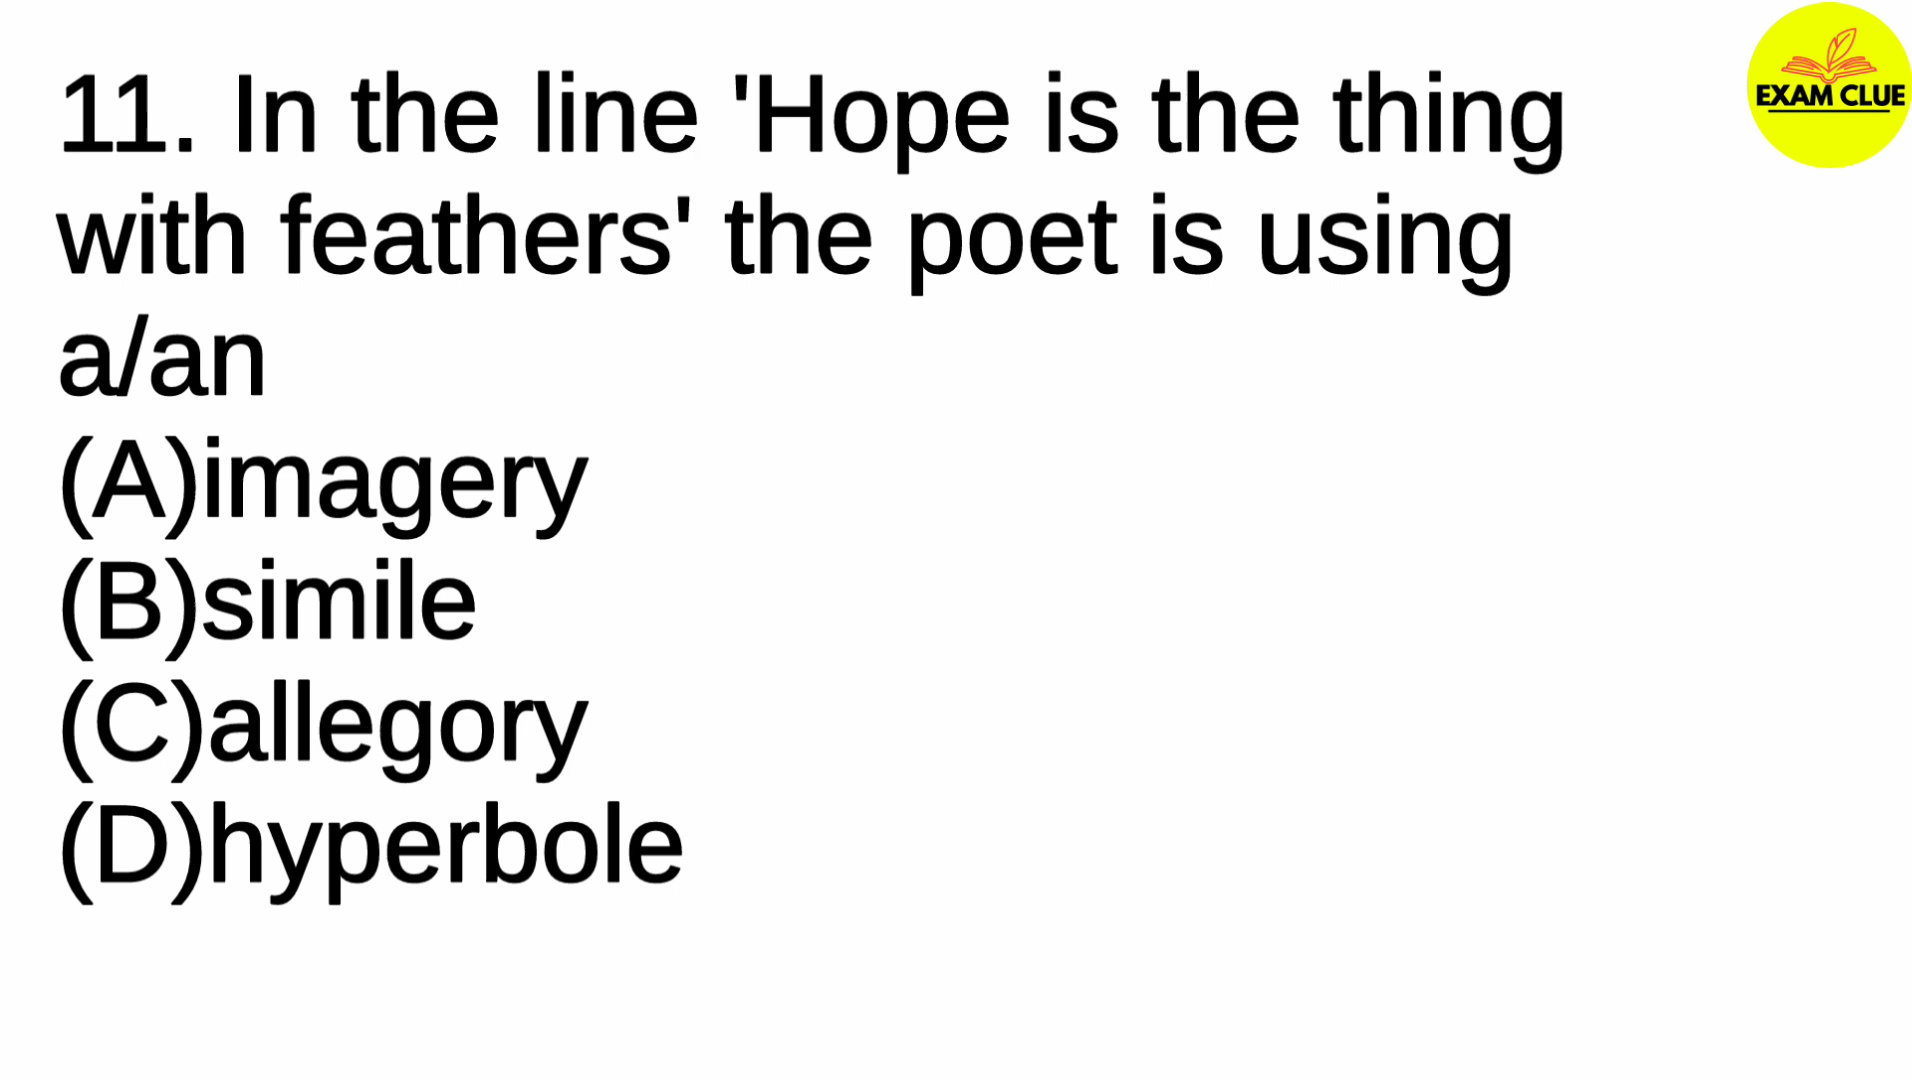 11. In the line 'Hope is the thing
with feathers' the poet is using
a/an
(A)imagery
(B)simile
(C)allegory
(D)hyperbole
EXAM CLUE